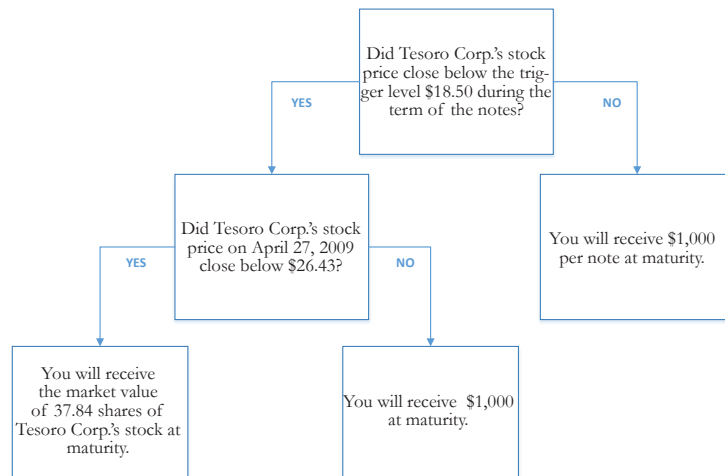 Did Tesoro Corp.'s stock
price close below the trig-
ger level $18.50 during the
term of the notes?
YES
NO
Did Tesoro Corp.'s stock
price on April 27, 2009
close below $26.43?
You will receive $1,000
per note at maturity.
YES
NO
You will receive
the market value
of 37.84 shares of
Tesoro Corp.'s stock at
maturity.
You will receive $1,000
at maturity.